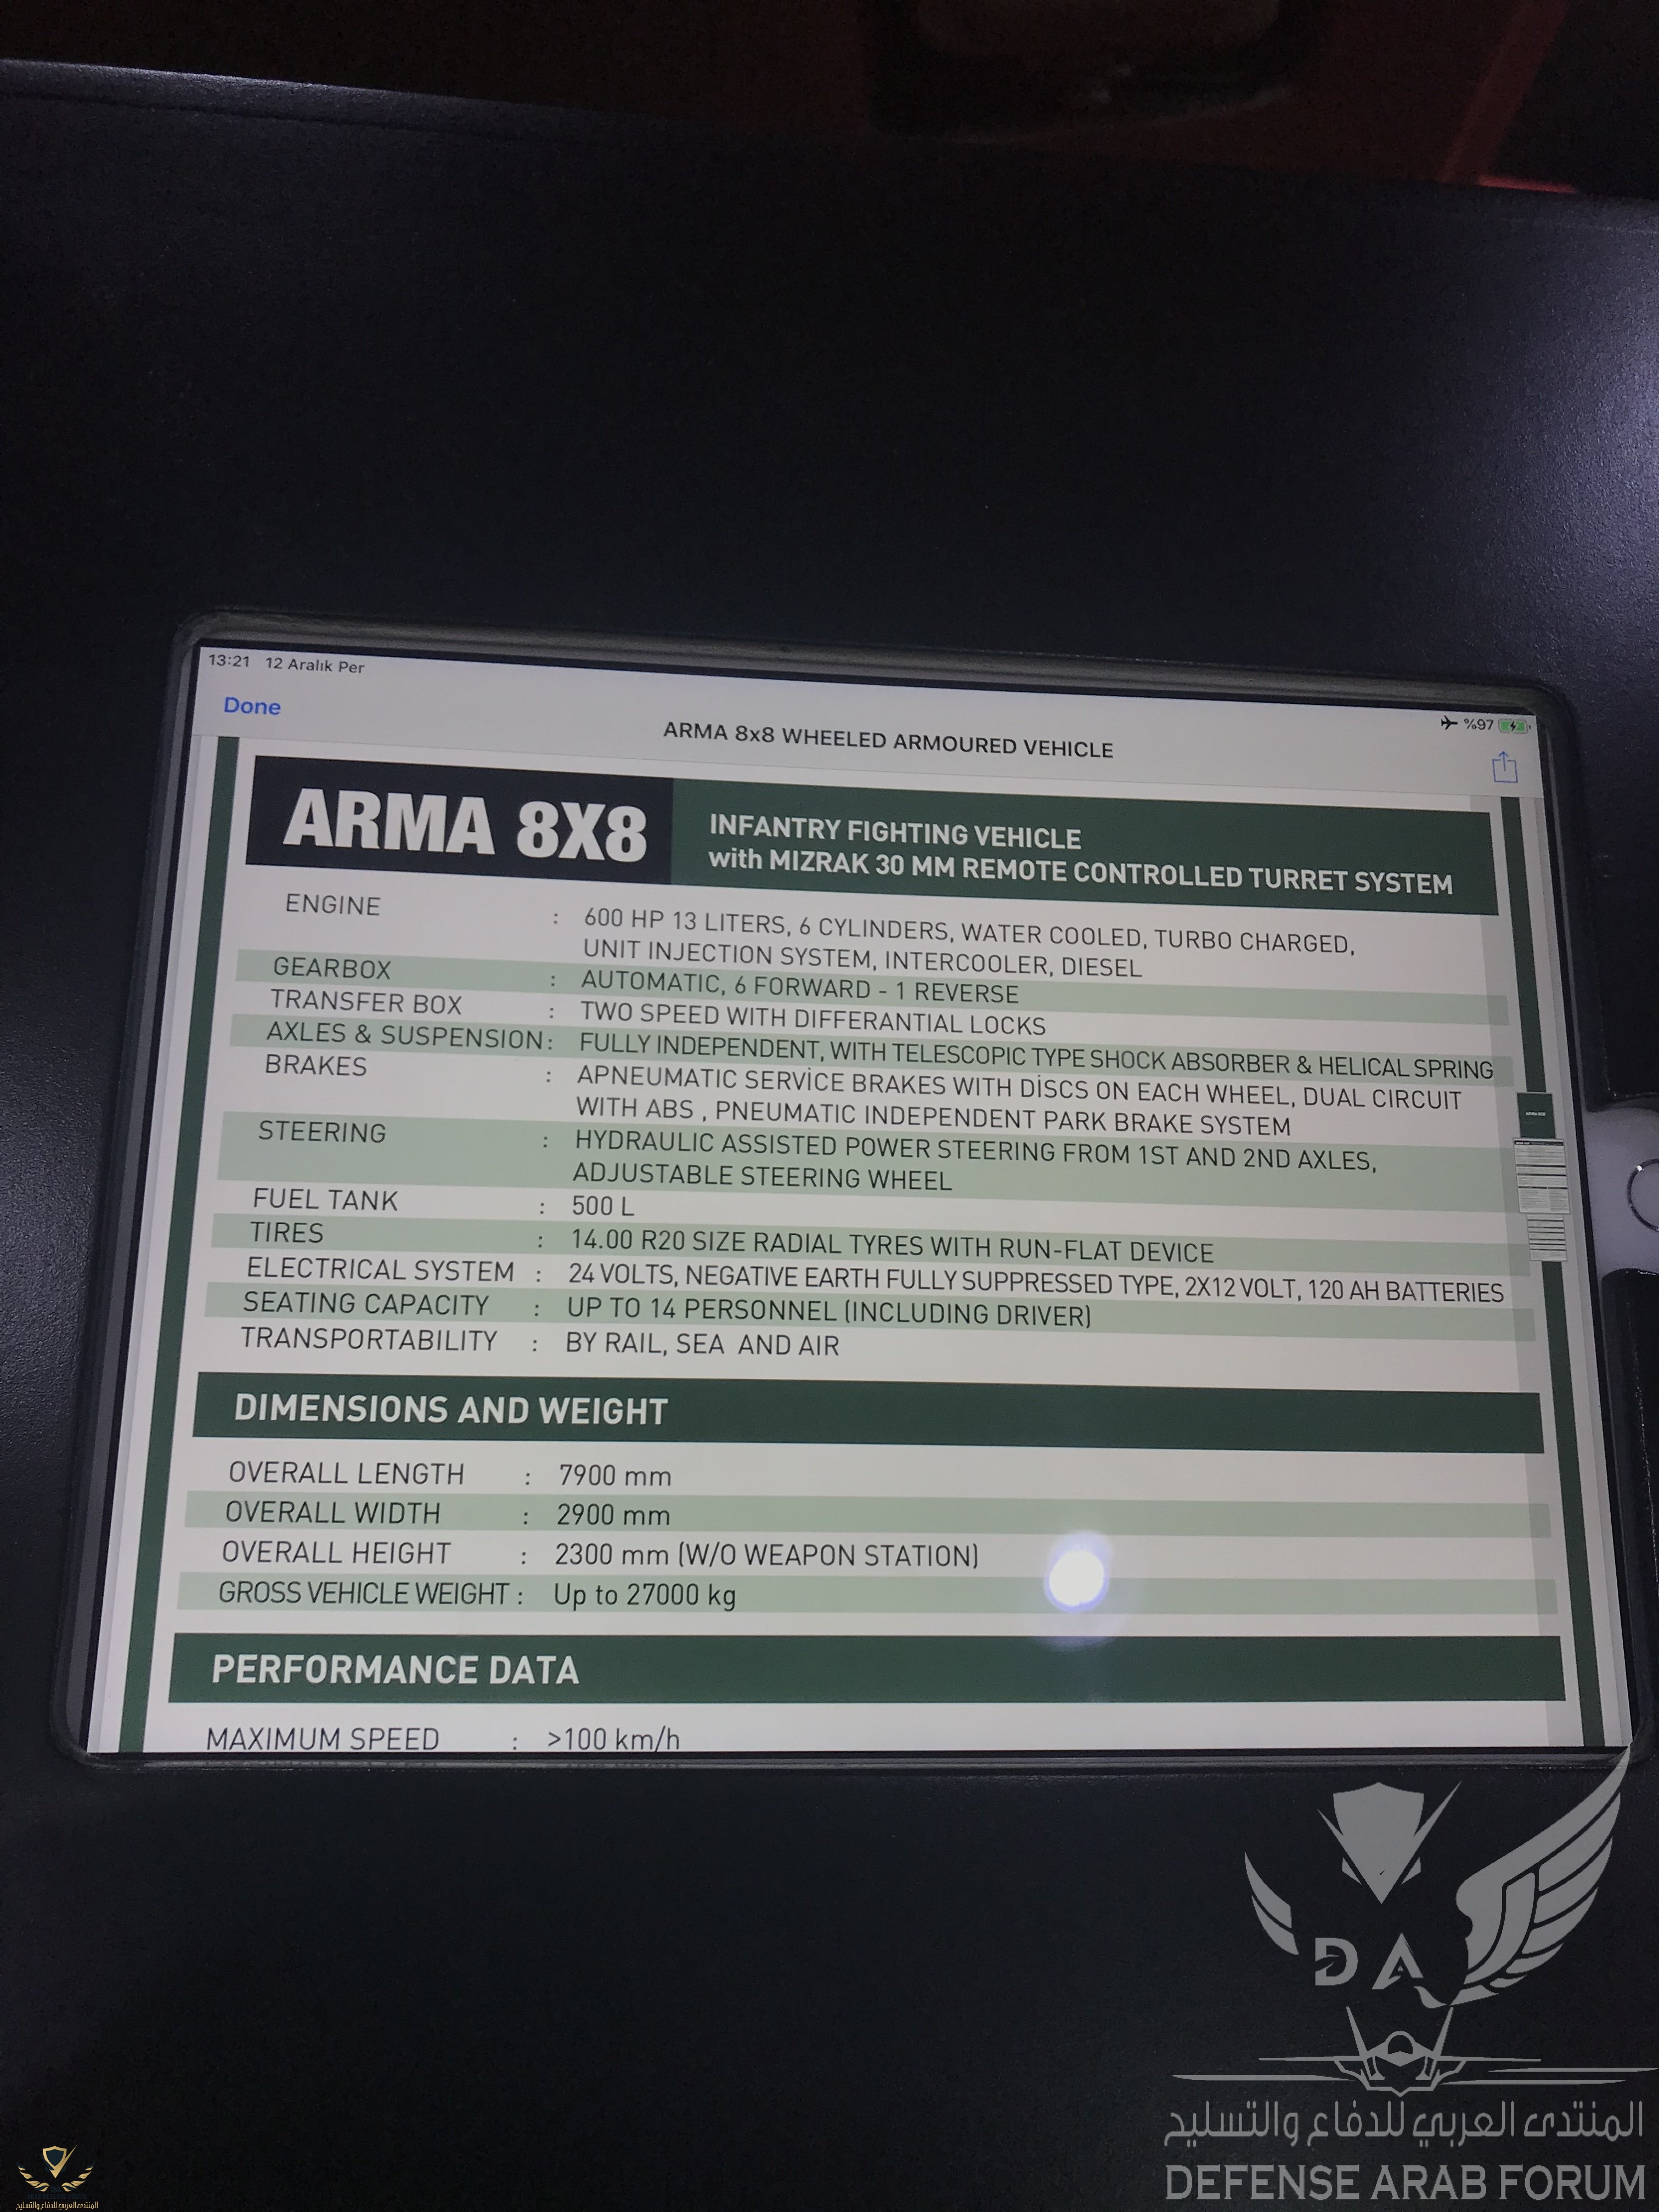 13:21 12 Aralık Per
%97
Done
ARMA 8x8 WHEELED ARMOURED VEHICLE
ARMA 8X8
INFANTRY FIGHTING VEHICLE
with MIZRAK 30 MM REMOTE CONTROLLED TURRET SYSTEM
ENGINE : 600 HP 13 LITERS, 6 CYLINDERS, WATER COOLED, TURBO CHARGED,
UNIT INJECTION SYSTEM, INTERCOOLER, DIESEL
GEARBOX : AUTOMATIC, 6 FORWARD - 1 REVERSE
TRANSFER BOX : TWO SPEED WITH DIFFERANTIAL LOCKS
AXLES & SUSPENSION : FULLY INDEPENDENT, WITH TELESCOPIC TYPE SHOCK ABSORBER & HELICAL SPRING
BRAKES : APNEUMATIC SERVİCE BRAKES WITH DİSCS ON EACH WHEEL, DUAL CIRCUIT
WITH ABS , PNEUMATIC INDEPENDENT PARK BRAKE SYSTEM
STEERING : HYDRAULIC ASSISTED POWER STEERING FROM 1ST AND 2ND AXLES,
ADJUSTABLE STEERING WHEEL
FUEL TANK : 500 L
TIRES : 14.00 R20 SIZE RADIAL TYRES WITH RUN-FLAT DEVICE
ELECTRICAL SYSTEM : 24 VOLTS, NEGATIVE EARTH FULLY SUPPRESSED TYPE, 2X12 VOLT, 120 AH BATTERIES
SEATING CAPACITY : UP TO 14 PERSONNEL (INCLUDING DRIVER)
TRANSPORTABILITY : BY RAIL, SEA AND AIR
DIMENSIONS AND WEIGHT
OVERALL LENGTH : 7900 mm
OVERALL WIDTH : 2900 mm
OVERALL HEIGHT : 2300 mm (W/O WEAPON STATION)
GROSS VEHICLE WEIGHT : Up to 27000 kg
PERFORMANCE DATA
MAXIMUM SPEED : >100 km/h
DA
المنتدى العربي للدفاع والتسليح
DEFENSE ARAB FORUM
المنتدى العربي للدفاع والتسليح